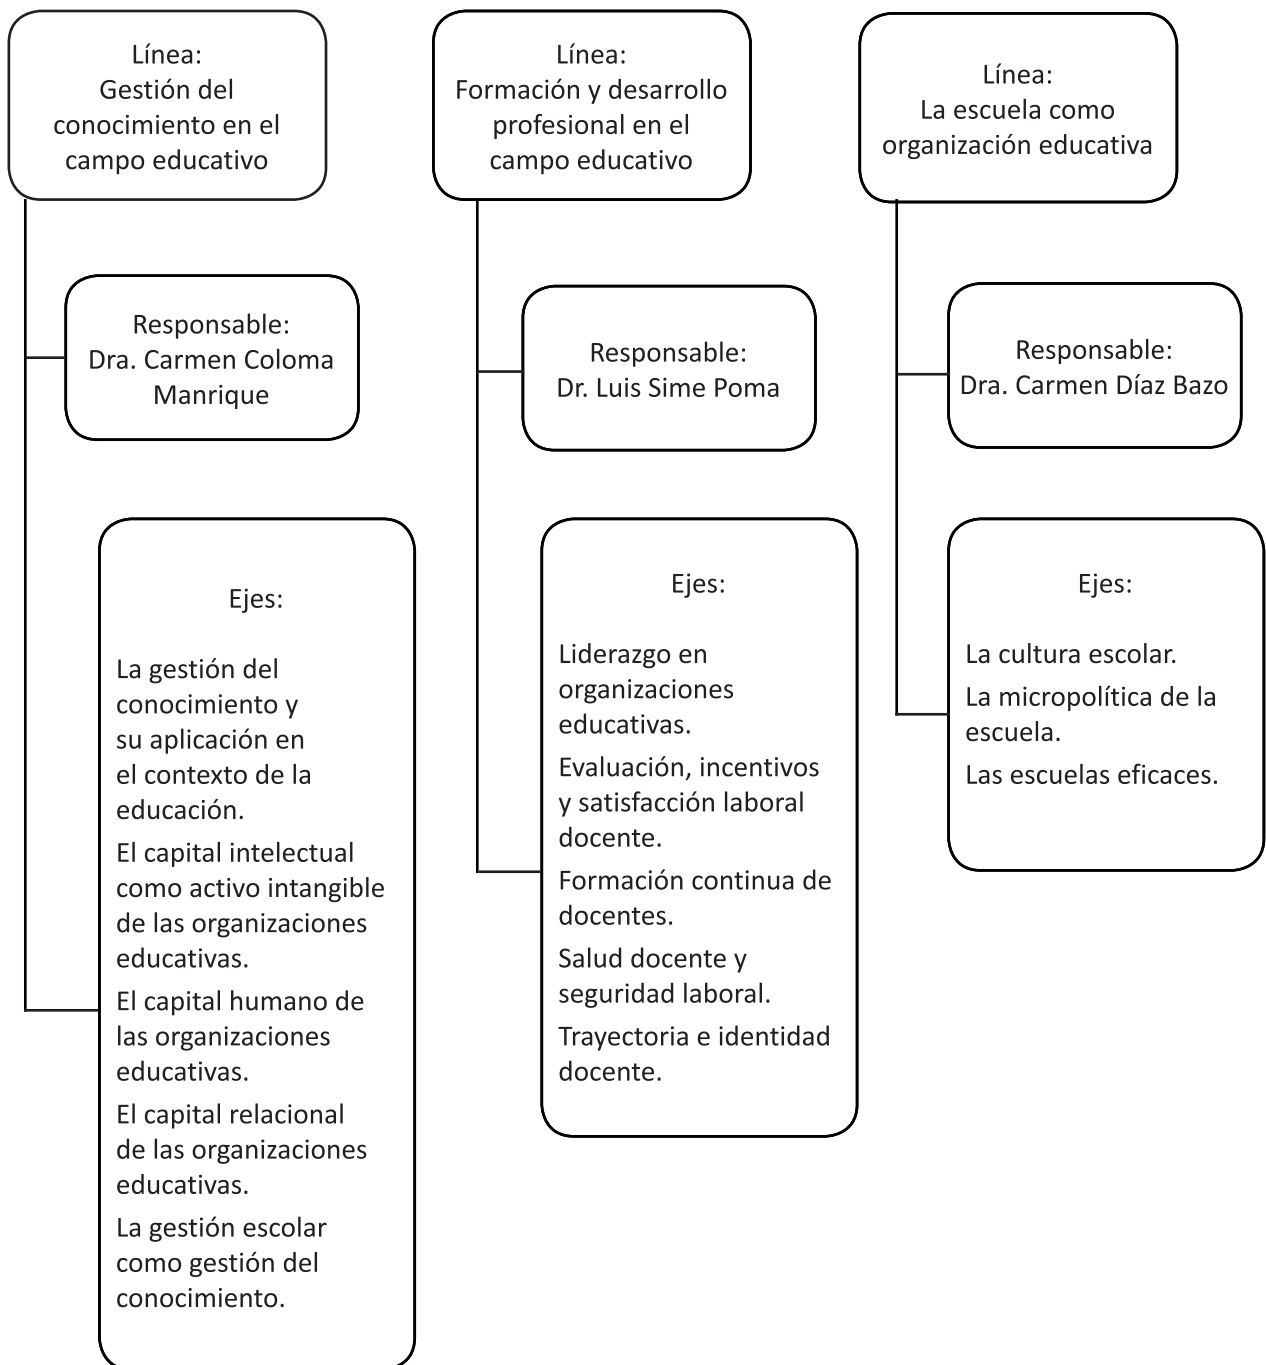 Línea:
Gestión del
conocimiento en el
campo educativo
Responsable:
Dra. Carmen Coloma
Manrique
Ejes:
La gestión del
conocimiento y
su aplicación en
el contexto de la
educación.
El capital intelectual
como activo intangible
de las organizaciones
educativas.
El capital humano de
las organizaciones
educativas.
El capital relacional
de las organizaciones
educativas.
La gestión escolar
como gestión del
conocimiento.
Línea:
Formación y desarrollo
profesional en el
campo educativo
Responsable:
Dr. Luis Sime Poma
Ejes:
Liderazgo en
organizaciones
educativas.
Evaluación, incentivos
y satisfacción laboral
docente.
Formación continua de
docentes.
Salud docente y
seguridad laboral.
Trayectoria e identidad
docente.
Línea:
La escuela como
organización educativa
Responsable:
Dra. Carmen Díaz Bazo
Ejes:
La cultura escolar.
La micropolítica de la
escuela.
Las escuelas eficaces.